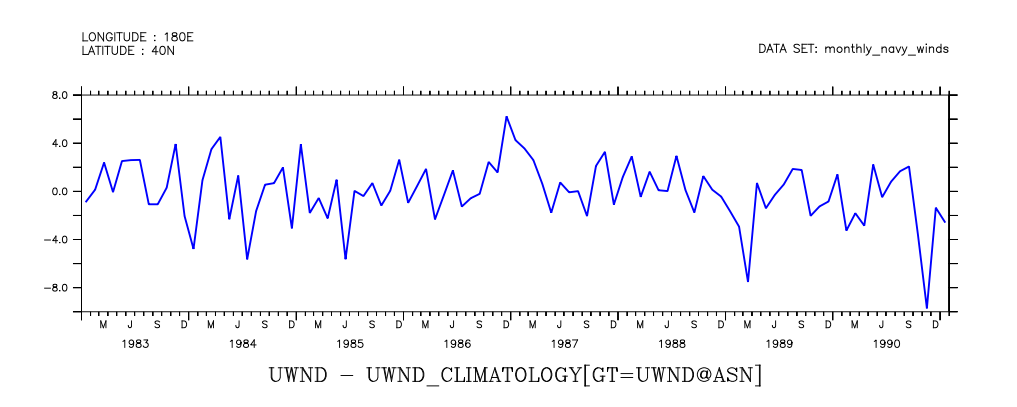 LONGITUDE : 180E
LATITUDE : 40N
DATA SET: monthly_navy_winds
8.0
4.0
0.0
−4.0
−8.0
M J S D M J S D M J S D M J S D M J S D M J S D M J S D M J S D
1983 1984 1985 1986 1987 1988 1989 1990
UWND − UWND_CLIMATOLOGY[GT=UWND@ASN]